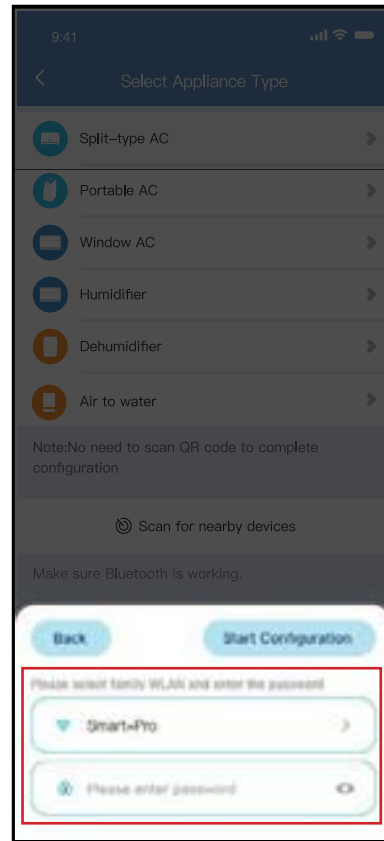 9:41
Select Appliance Type
Split-type AC
Portable AC
Window AC
Humidifier
Dehumidifier
Air to water
Note:No need to scan QR code to complete
configuration
Scan for nearby devices
Make sure Bluetooth is working.
Back
Start Configuration
Please select family WLAN and enter the password
Smart-Pro
Please enter password